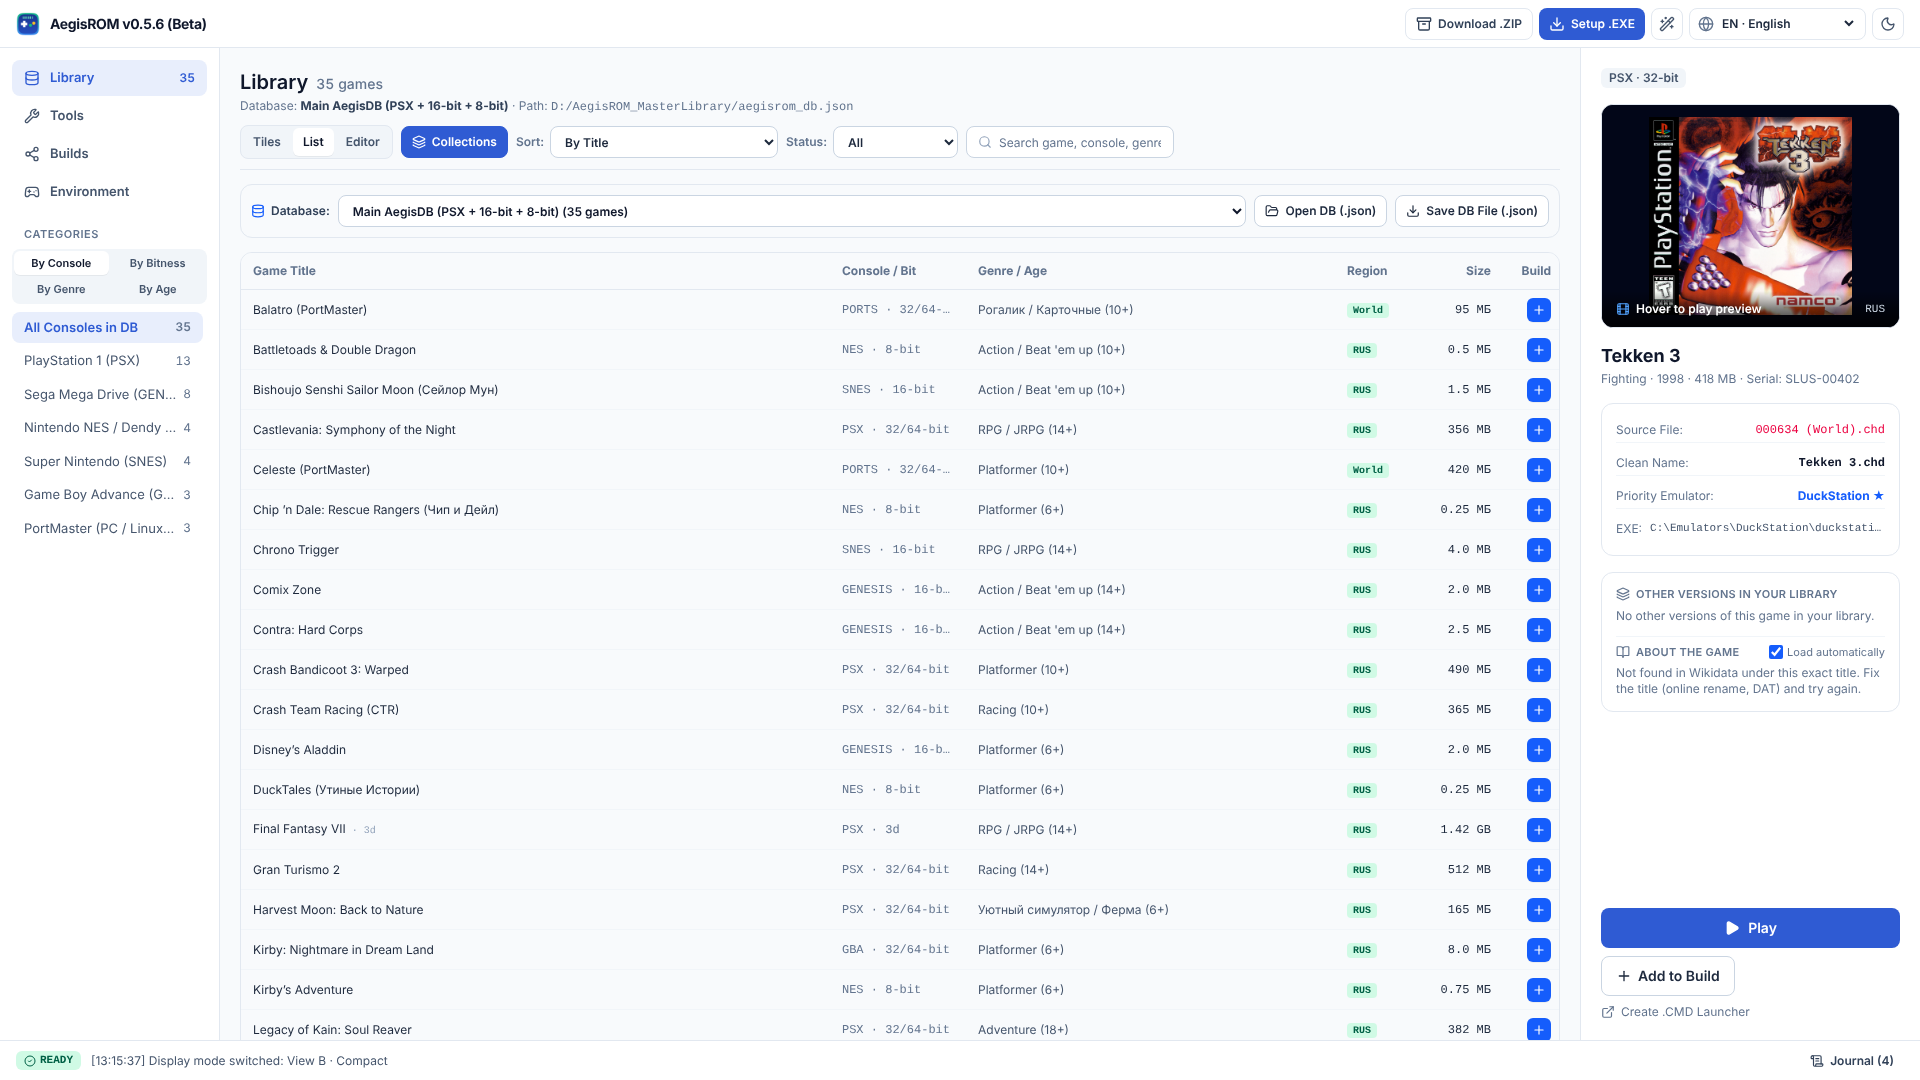 AegisROM v0.5.6 (Beta)
Download .ZIP
Setup .EXE
EN · English
Library 35
Tools
Builds
Environment
CATEGORIES
By Console
By Bitness
By Genre
By Age
All Consoles in DB 35
PlayStation 1 (PSX) 13
Sega Mega Drive (GEN... 8
Nintendo NES / Dendy ... 4
Super Nintendo (SNES) 4
Game Boy Advance (G... 3
PortMaster (PC / Linux... 3
Library 35 games
Database: Main AegisDB (PSX + 16-bit + 8-bit) · Path: D:/AegisROM_MasterLibrary/aegisrom_db.json
Tiles List Editor Collections Sort: By Title Status: All Search game, console, genre
Database: Main AegisDB (PSX + 16-bit + 8-bit) (35 games) Open DB (.json) Save DB File (.json)
Game Title Console / Bit Genre / Age Region Size Build
Balatro (PortMaster) PORTS · 32/64-… Рогалик / Карточные (10+) World 95 МБ
Battletoads & Double Dragon NES · 8-bit Action / Beat 'em up (10+) RUS 0.5 МБ
Bishoujo Senshi Sailor Moon (Сейлор Мун) SNES · 16-bit Action / Beat 'em up (10+) RUS 1.5 МБ
Castlevania: Symphony of the Night PSX · 32/64-bit RPG / JRPG (14+) RUS 356 MB
Celeste (PortMaster) PORTS · 32/64-… Platformer (10+) World 420 МБ
Chip ’n Dale: Rescue Rangers (Чип и Дейл) NES · 8-bit Platformer (6+) RUS 0.25 МБ
Chrono Trigger SNES · 16-bit RPG / JRPG (14+) RUS 4.0 MB
Comix Zone GENESIS · 16-b… Action / Beat 'em up (14+) RUS 2.0 MB
Contra: Hard Corps GENESIS · 16-b… Action / Beat 'em up (14+) RUS 2.5 МБ
Crash Bandicoot 3: Warped PSX · 32/64-bit Platformer (10+) RUS 490 МБ
Crash Team Racing (CTR) PSX · 32/64-bit Racing (10+) RUS 365 МБ
Disney’s Aladdin GENESIS · 16-b… Platformer (6+) RUS 2.0 МБ
DuckTales (Утиные Истории) NES · 8-bit Platformer (6+) RUS 0.25 МБ
Final Fantasy VII · 3d PSX · 3d RPG / JRPG (14+) RUS 1.42 GB
Gran Turismo 2 PSX · 32/64-bit Racing (14+) RUS 512 MB
Harvest Moon: Back to Nature PSX · 32/64-bit Уютный симулятор / Ферма (6+) RUS 165 МБ
Kirby: Nightmare in Dream Land GBA · 32/64-bit Platformer (6+) RUS 8.0 МБ
Kirby’s Adventure NES · 8-bit Platformer (6+) RUS 0.75 МБ
Legacy of Kain: Soul Reaver PSX · 32/64-bit Adventure (18+) RUS 382 MB
PSX · 32-bit
PlayStation
TEKKEN 3
TEEN
T
namco
Hover to play preview RUS
Tekken 3
Fighting · 1998 · 418 MB · Serial: SLUS-00402
Source File: 000634 (World).chd
Clean Name: Tekken 3.chd
Priority Emulator: DuckStation ★
EXE: C:\Emulators\DuckStation\duckstati…
OTHER VERSIONS IN YOUR LIBRARY
No other versions of this game in your library.
ABOUT THE GAME Load automatically
Not found in Wikidata under this exact title. Fix
the title (online rename, DAT) and try again.
Play
Add to Build
Create .CMD Launcher
READY [13:15:37] Display mode switched: View B · Compact
Journal (4)